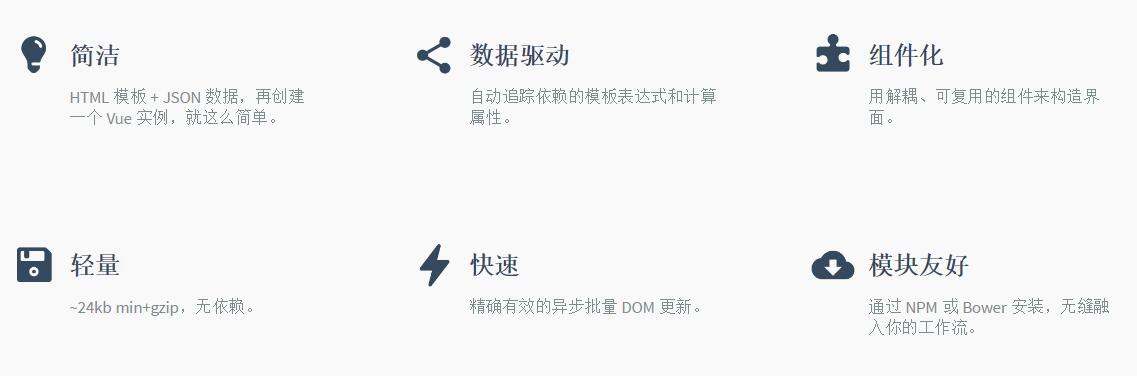 简洁
HTML 模板 + JSON 数据，再创建
一个 Vue 实例，就这么简单。
数据驱动
自动追踪依赖的模板表达式和计算
属性。
组件化
用解耦、可复用的组件来构造界
面。
轻量
~24kb min+gzip，无依赖。
快速
精确有效的异步批量 DOM 更新。
模块友好
通过 NPM 或 Bower 安装，无缝融
入你的工作流。